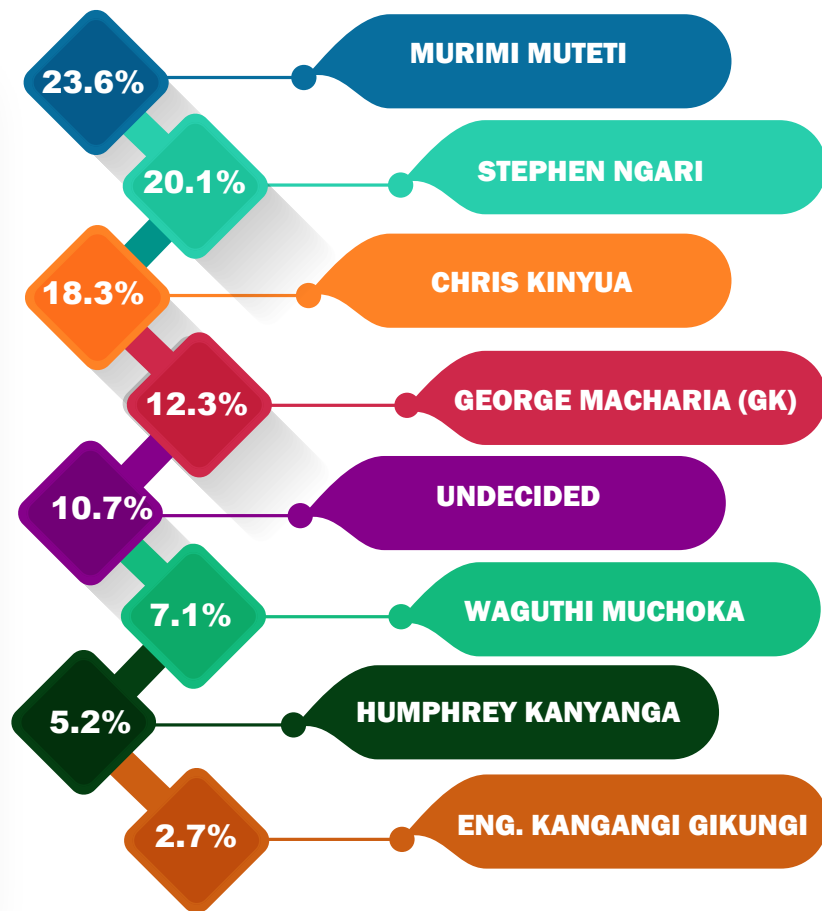 23.6%
MURIMI MUTETI
20.1%
STEPHEN NGARI
18.3%
CHRIS KINYUA
12.3%
GEORGE MACHARIA (GK)
10.7%
UNDECIDED
7.1%
WAGUTHI MUCHOKA
5.2%
HUMPHREY KANYANGA
2.7%
ENG. KANGANGI GIKUNGI